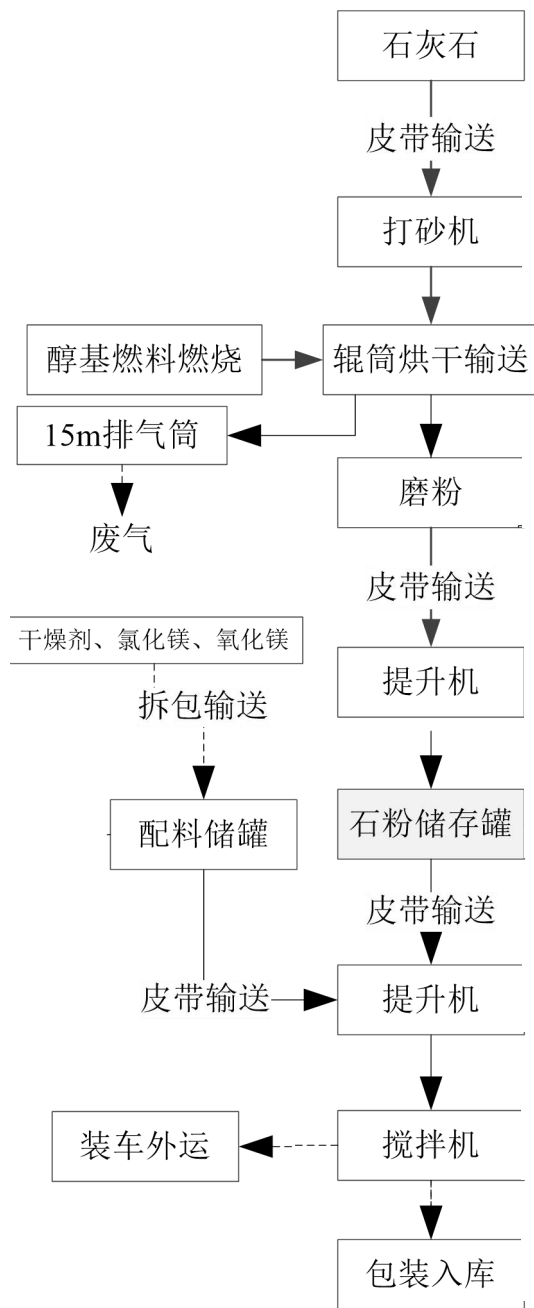 石灰石
皮带输送
打砂机
醇基燃料燃烧
辊筒烘干输送
15m排气筒
磨粉
废气
皮带输送
干燥剂、氯化镁、氧化镁
提升机
拆包输送
配料储罐
石粉储存罐
皮带输送
皮带输送
提升机
装车外运
搅拌机
包装入库